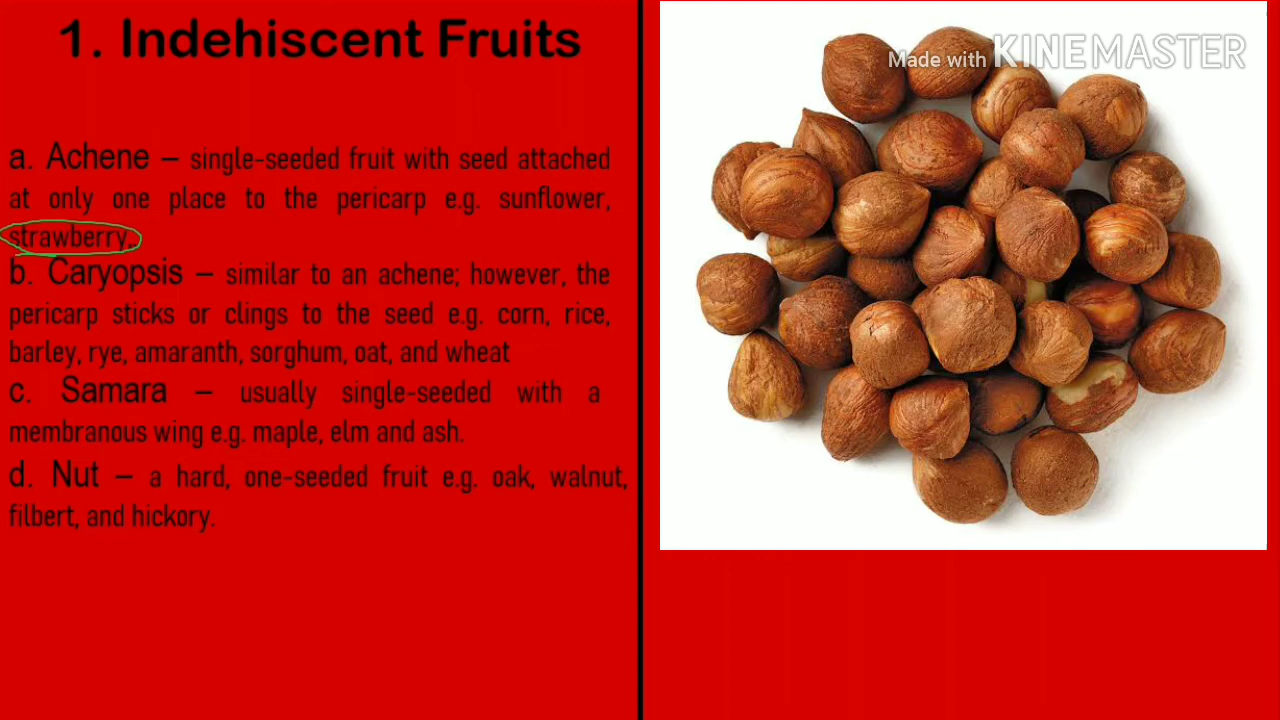 1. Indehiscent Fruits
Made with KINEMASTER
a. Achene – single-seeded fruit with seed attached
at only one place to the pericarp e.g. sunflower,
strawberry,
b. Caryopsis – similar to an achene; however, the
pericarp sticks or clings to the seed e.g. corn, rice,
barley, rye, amaranth, sorghum, oat, and wheat
c. Samara – usually single-seeded with a
membranous wing e.g. maple, elm and ash.
d. Nut – a hard, one-seeded fruit e.g. oak, walnut,
filbert, and hickory.